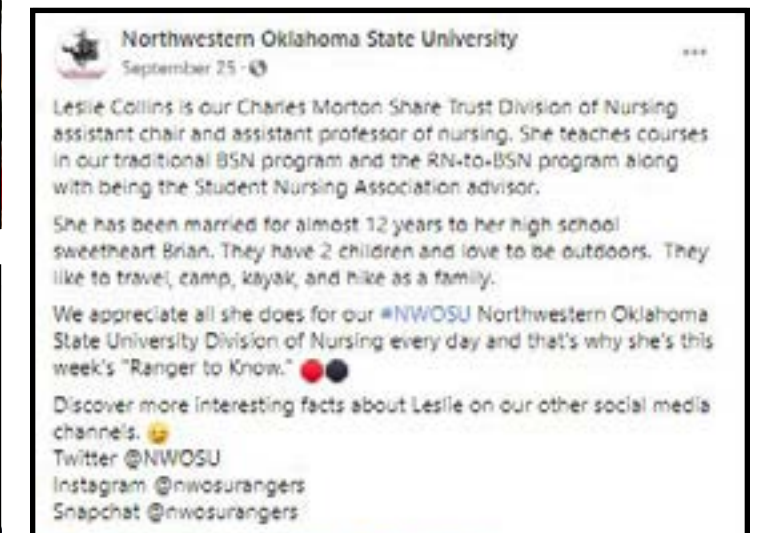 Northwestern Oklahoma State University
September 25 ·
Leslie Collins is our Charles Morton Share Trust Division of Nursing
assistant chair and assistant professor of nursing. She teaches courses
in our traditional BSN program and the RN-to-BSN program along
with being the Student Nursing Association advisor.
She has been married for almost 12 years to her high school
sweetheart Brian. They have 2 children and love to be outdoors. They
like to travel, camp, kayak, and hike as a family.
We appreciate all she does for our #NWOSU Northwestern Oklahoma
State University Division of Nursing every day and that's why she's this
week's "Ranger to Know." 🔴⚫
Discover more interesting facts about Leslie on our other social media
channels. 😉
Twitter @NWOSU
Instagram @nwosurangers
Snapchat @nwosurangers